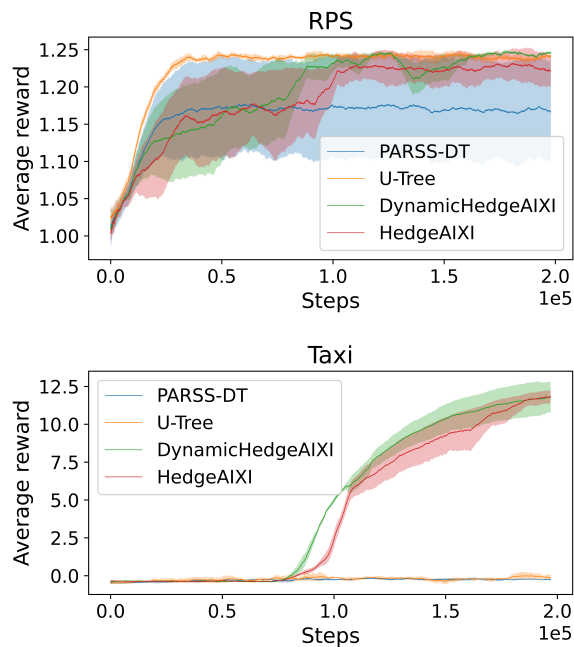 RPS
Average reward
1.25
1.20
1.15
1.10
1.05
1.00
PARSS-DT
U-Tree
DynamicHedgeAIXI
HedgeAIXI
0.0 0.5 1.0 1.5 2.0
Steps
1e5
Taxi
Average reward
12.5
10.0
7.5
5.0
2.5
0.0
PARSS-DT
U-Tree
DynamicHedgeAIXI
HedgeAIXI
0.0 0.5 1.0 1.5 2.0
Steps
1e5